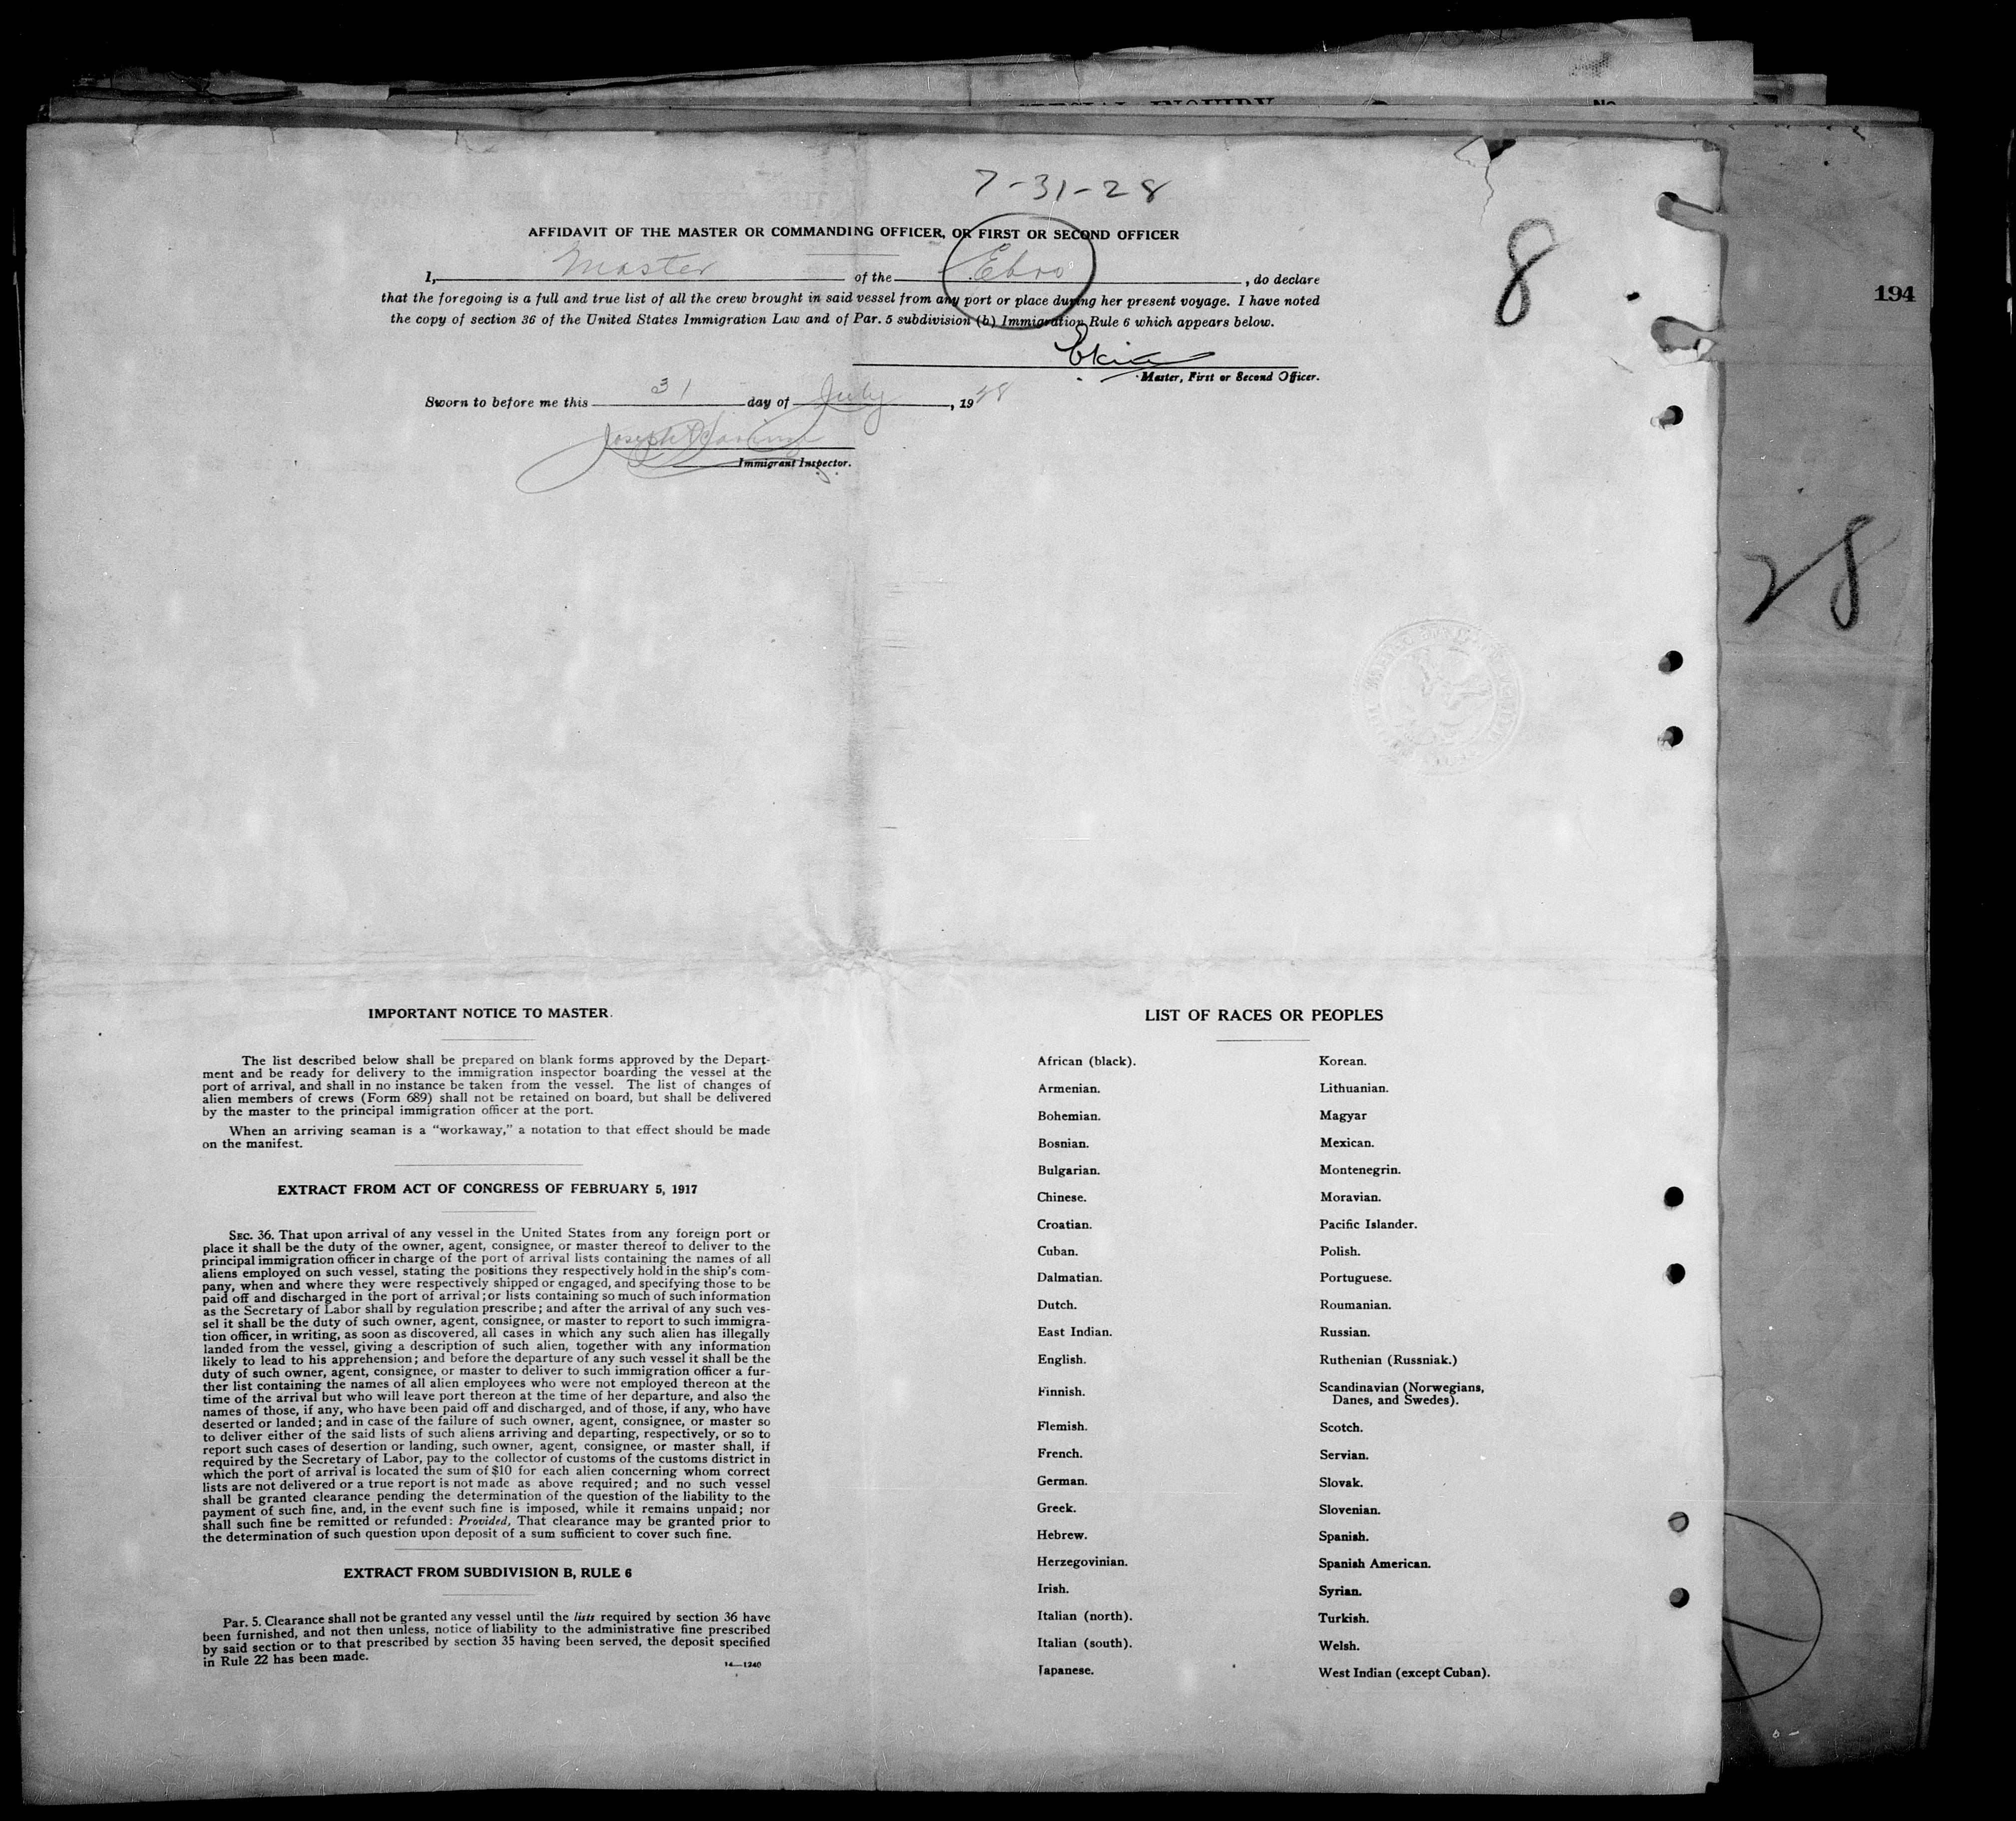 No
194
7-31-28
8
AFFIDAVIT OF THE MASTER OR COMMANDING OFFICER, OR FIRST OR SECOND OFFICER
I, Master of the Ebro, do declare
that the foregoing is a full and true list of all the crew brought in said vessel from any port or place during her present voyage. I have noted
the copy of section 36 of the United States Immigration Law and of Par. 5 subdivision (b) Immigration Rule 6 which appears below.
Master, First or Second Officer.
Sworn to before me this 31 day of July, 1928
Joseph
Immigrant Inspector.
28
IMPORTANT NOTICE TO MASTER.
The list described below shall be prepared on blank forms approved by the Depart-
ment and be ready for delivery to the immigration inspector boarding the vessel at the
port of arrival, and shall in no instance be taken from the vessel. The list of changes of
alien members of crews (Form 689) shall not be retained on board, but shall be delivered
by the master to the principal immigration officer at the port.
When an arriving seaman is a "workaway," a notation to that effect should be made
on the manifest.
EXTRACT FROM ACT OF CONGRESS OF FEBRUARY 5, 1917
SEC. 36. That upon arrival of any vessel in the United States from any foreign port or
place it shall be the duty of the owner, agent, consignee, or master thereof to deliver to the
principal immigration officer in charge of the port of arrival lists containing the names of all
aliens employed on such vessel, stating the positions they respectively hold in the ship's com-
pany, when and where they were respectively shipped or engaged, and specifying those to be
paid off and discharged in the port of arrival; or lists containing so much of such information
as the Secretary of Labor shall by regulation prescribe; and after the arrival of any such ves-
sel it shall be the duty of such owner, agent, consignee, or master to report to such immigra-
tion officer, in writing, as soon as discovered, all cases in which any such alien has illegally
landed from the vessel, giving a description of such alien, together with any information
likely to lead to his apprehension; and before the departure of any such vessel it shall be the
duty of such owner, agent, consignee, or master to deliver to such immigration officer a fur-
ther list containing the names of all alien employees who were not employed thereon at the
time of the arrival but who will leave port thereon at the time of her departure, and also the
names of those, if any, who have been paid off and discharged, and of those, if any, who have
deserted or landed; and in case of the failure of such owner, agent, consignee, or master so
to deliver either of the said lists of such aliens arriving and departing, respectively, or so to
report such cases of desertion or landing, such owner, agent, consignee, or master shall, if
required by the Secretary of Labor, pay to the collector of customs of the customs district in
which the port of arrival is located the sum of $10 for each alien concerning whom correct
lists are not delivered or a true report is not made as above required; and no such vessel
shall be granted clearance pending the determination of the question of the liability to the
payment of such fine, and, in the event such fine is imposed, while it remains unpaid; nor
shall such fine be remitted or refunded: Provided, That clearance may be granted prior to
the determination of such question upon deposit of a sum sufficient to cover such fine.
EXTRACT FROM SUBDIVISION B, RULE 6
Par. 5. Clearance shall not be granted any vessel until the lists required by section 36 have
been furnished, and not then unless, notice of liability to the administrative fine prescribed
by said section or to that prescribed by section 35 having been served, the deposit specified
in Rule 22 has been made.
14—1240
LIST OF RACES OR PEOPLES
African (black).
Armenian.
Bohemian.
Bosnian.
Bulgarian.
Chinese.
Croatian.
Cuban.
Dalmatian.
Dutch.
East Indian.
English.
Finnish.
Flemish.
French.
German.
Greek.
Hebrew.
Herzegovinian.
Irish.
Italian (north).
Italian (south).
Japanese.
Korean.
Lithuanian.
Magyar
Mexican.
Montenegrin.
Moravian.
Pacific Islander.
Polish.
Portuguese.
Roumanian.
Russian.
Ruthenian (Russniak.)
Scandinavian (Norwegians,
Danes, and Swedes).
Scotch.
Servian.
Slovak.
Slovenian.
Spanish.
Spanish American.
Syrian.
Turkish.
Welsh.
West Indian (except Cuban).